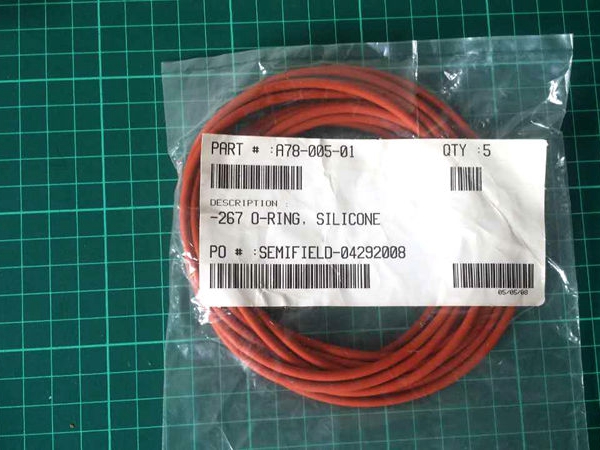 PART # :A78-005-01 QTY :5
DESCRIPTION :
-267 O-RING, SILICONE
PO # :SEMIFIELD-04292008
05/05/08